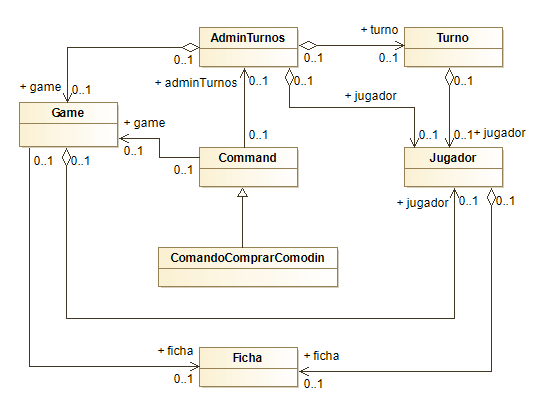 AdminTurnos
+ turno
Turno
0..1
0..1
0..1
+ adminTurnos
0..1
0..1
0..1
+ game
0..1
+ jugador
Game
+ game
0..1
0..1
+ jugador
0..1
0..1
0..1
0..1
0..1
Command
Jugador
+ jugador
0..1
0..1
ComandoComprarComodin
+ ficha
Ficha
+ ficha
0..1
0..1